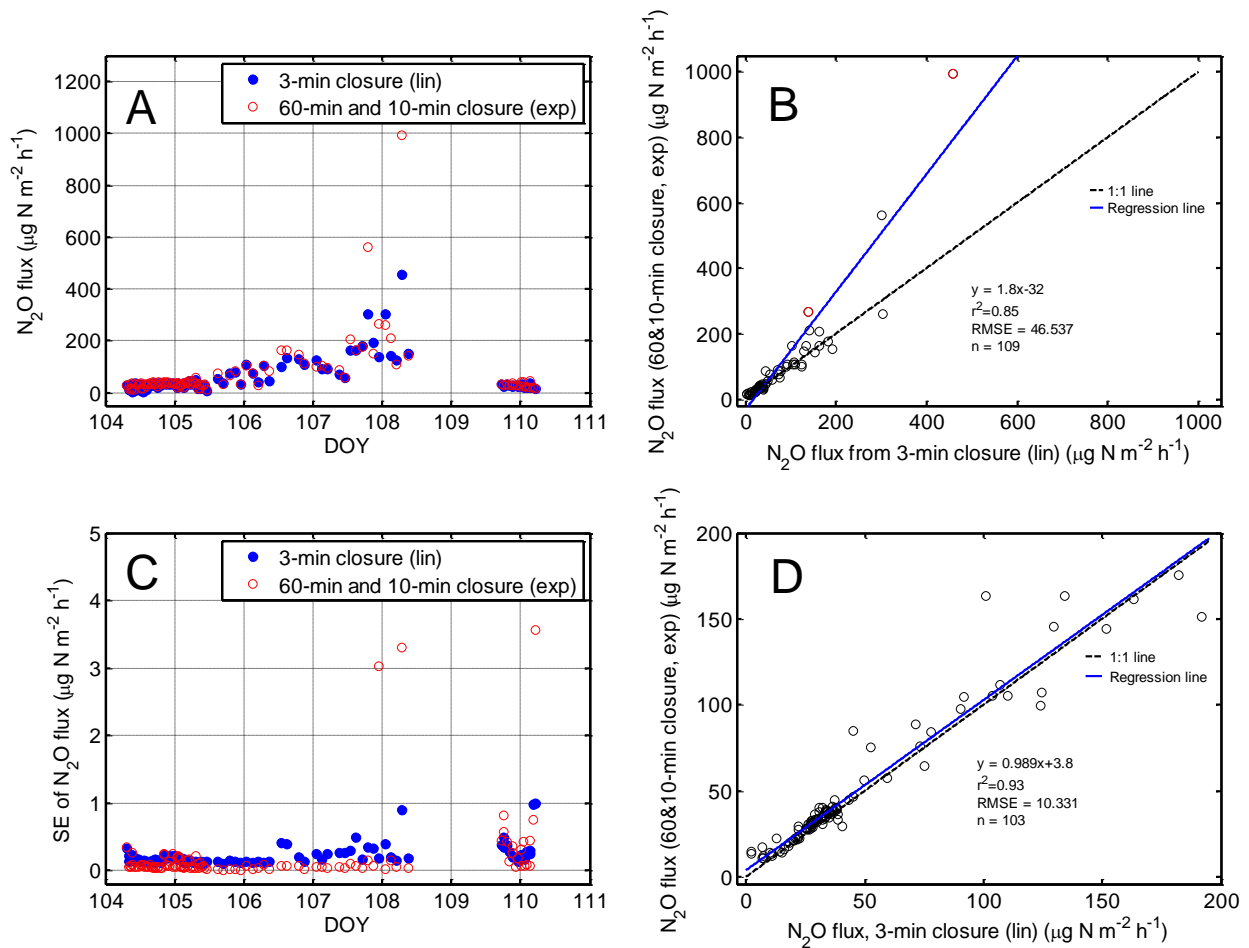 A
3-min closure (lin)
60-min and 10-min closure (exp)
N2O flux (μg N m-2 h-1)
1200
1000
800
600
400
200
0
104 105 106 107 108 109 110 111
DOY
B
N2O flux (60&10-min closure, exp) (μg N m-2 h-1)
1000
800
600
400
200
0
1:1 line
Regression line
y = 1.8x-32
r2=0.85
RMSE = 46.537
n = 109
0 200 400 600 800 1000
N2O flux from 3-min closure (lin) (μg N m-2 h-1)
C
3-min closure (lin)
60-min and 10-min closure (exp)
SE of N2O flux (μg N m-2 h-1)
5
4
3
2
1
0
104 105 106 107 108 109 110 111
DOY
D
N2O flux (60&10-min closure, exp) (μg N m-2 h-1)
200
150
100
50
0
1:1 line
Regression line
y = 0.989x+3.8
r2=0.93
RMSE = 10.331
n = 103
0 50 100 150 200
N2O flux, 3-min closure (lin) (μg N m-2 h-1)